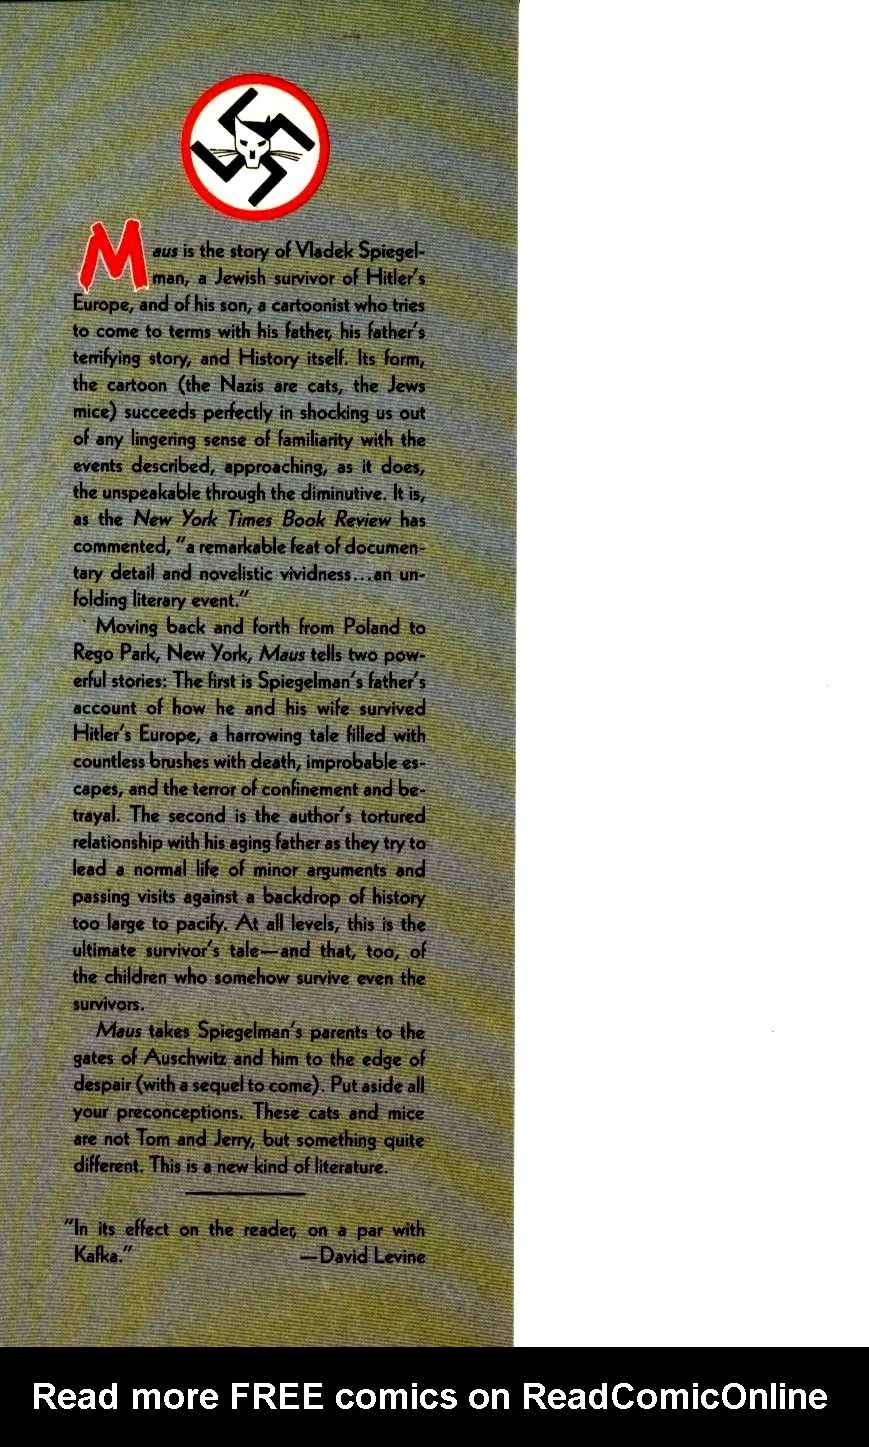 Maus is the story of Vladek Spiegel-
man, a Jewish survivor of Hitler's
Europe, and of his son, a cartoonist who tries
to come to terms with his father, his father's
terrifying story, and History itself. Its form,
the cartoon (the Nazis are cats, the Jews
mice) succeeds perfectly in shocking us out
of any lingering sense of familiarity with the
events described, approaching, as it does,
the unspeakable through the diminutive. It is,
as the New York Times Book Review has
commented, "a remarkable feat of documen-
tary detail and novelistic vividness...an un-
folding literary event."
Moving back and forth from Poland to
Rego Park, New York, Maus tells two pow-
erful stories: The first is Spiegelman's father's
account of how he and his wife survived
Hitler's Europe, a harrowing tale filled with
countless brushes with death, improbable es-
capes, and the terror of confinement and be-
trayal. The second is the author's tortured
relationship with his aging father as they try to
lead a normal life of minor arguments and
passing visits against a backdrop of history
too large to pacify. At all levels, this is the
ultimate survivor's tale—and that, too, of
the children who somehow survive even the
survivors.
Maus takes Spiegelman's parents to the
gates of Auschwitz and him to the edge of
despair (with a sequel to come). Put aside all
your preconceptions. These cats and mice
are not Tom and Jerry, but something quite
different. This is a new kind of literature.
"In its effect on the reader, on a par with
Kafka." —David Levine
Read more FREE comics on ReadComicOnline